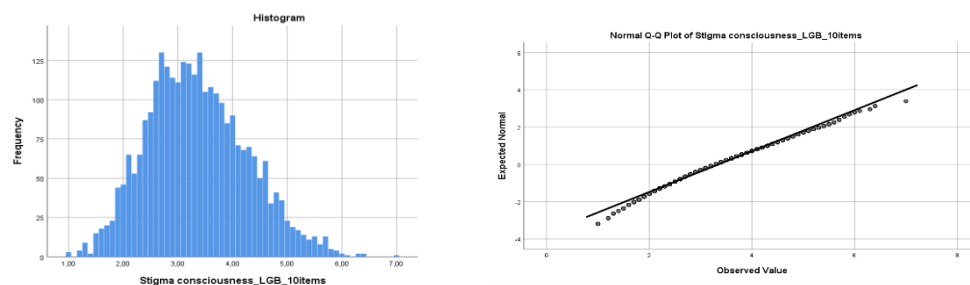 Histogram
Frequency
125
100
75
50
25
0
1,00 2,00 3,00 4,00 5,00 6,00 7,00
Stigma consciousness_LGB_10items
Normal Q-Q Plot of Stigma consciousness_LGB_10items
Expected Normal
6
4
2
0
-2
-4
0 2 4 6 8
Observed Value